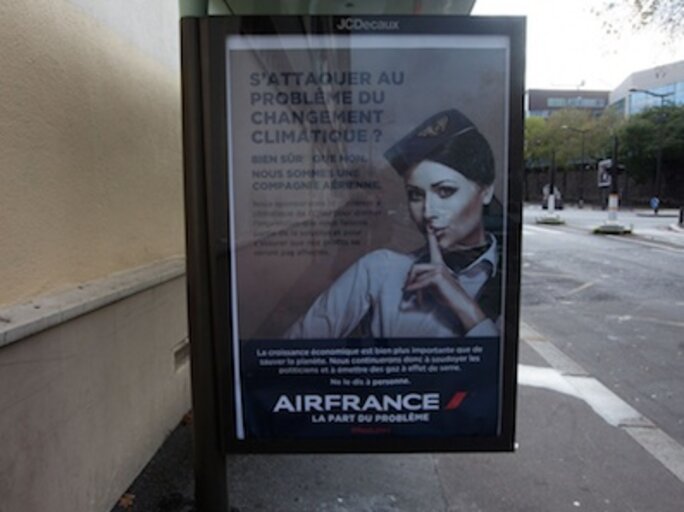 JCDecaux
S'ATTAQUER AU
PROBLÈME DU
CHANGEMENT
CLIMATIQUE ?
BIEN SÛR QUE NON,
NOUS SOMMES UNE
COMPAGNIE AÉRIENNE.
La croissance économique est bien plus importante que de
sauver la planète. Nous continuerons donc à soudoyer les
politiciens et à émettre des gaz à effet de serre.
Ne le dis à personne.
AIRFRANCE
LA PART DU PROBLÈME